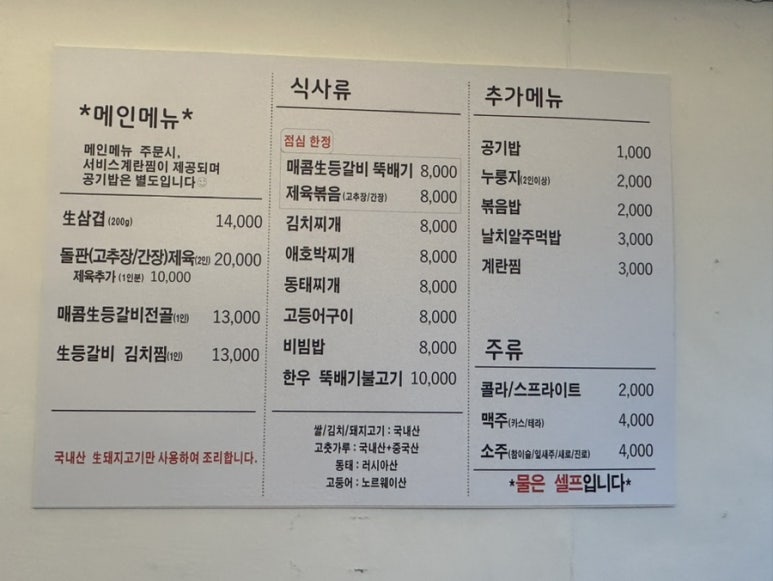 *메인메뉴*
메인메뉴 주문시,
서비스계란찜이 제공되며
공기밥은 별도입니다☺
生삼겹(200g) 14,000
돌판(고추장/간장)제육(2인) 20,000
제육추가 (1인분) 10,000
매콤生등갈비전골(1인) 13,000
生등갈비 김치찜(1인) 13,000
국내산 生돼지고기만 사용하여 조리합니다.
식사류
점심 한정
매콤生등갈비 뚝배기 8,000
제육볶음(고추장/간장) 8,000
김치찌개 8,000
애호박찌개 8,000
동태찌개 8,000
고등어구이 8,000
비빔밥 8,000
한우 뚝배기불고기 10,000
쌀/김치/돼지고기 : 국내산
고춧가루 : 국내산+중국산
동태 : 러시아산
고등어 : 노르웨이산
추가메뉴
공기밥 1,000
누룽지(2인이상) 2,000
볶음밥 2,000
날치알주먹밥 3,000
계란찜 3,000
주류
콜라/스프라이트 2,000
맥주(카스/테라) 4,000
소주(참이슬/잎새주/새로/진로) 4,000
*물은 셀프입니다*